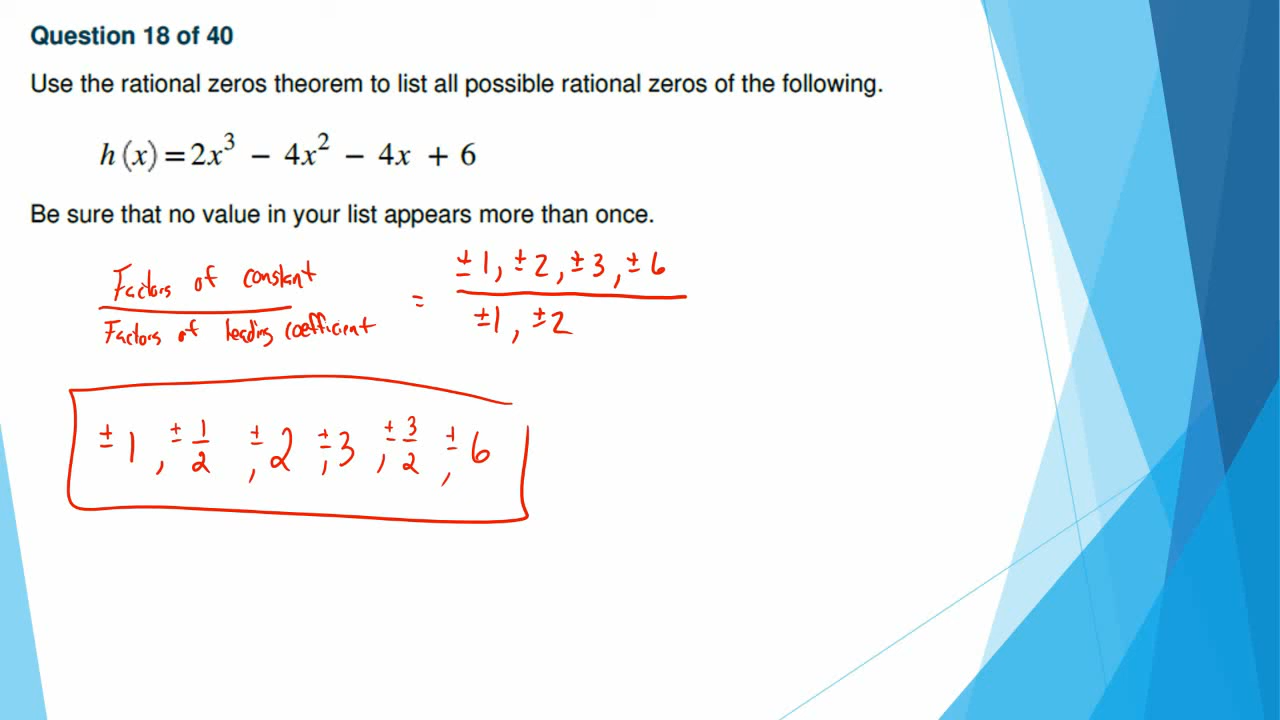 Question 18 of 40
Use the rational zeros theorem to list all possible rational zeros of the following.
h(x) = 2x³ − 4x² − 4x + 6
Be sure that no value in your list appears more than once.
Factors of constant / Factors of leading coefficient = ±1, ±2, ±3, ±6 / ±1, ±2
±1, ±1/2, ±2, ±3, ±3/2, ±6